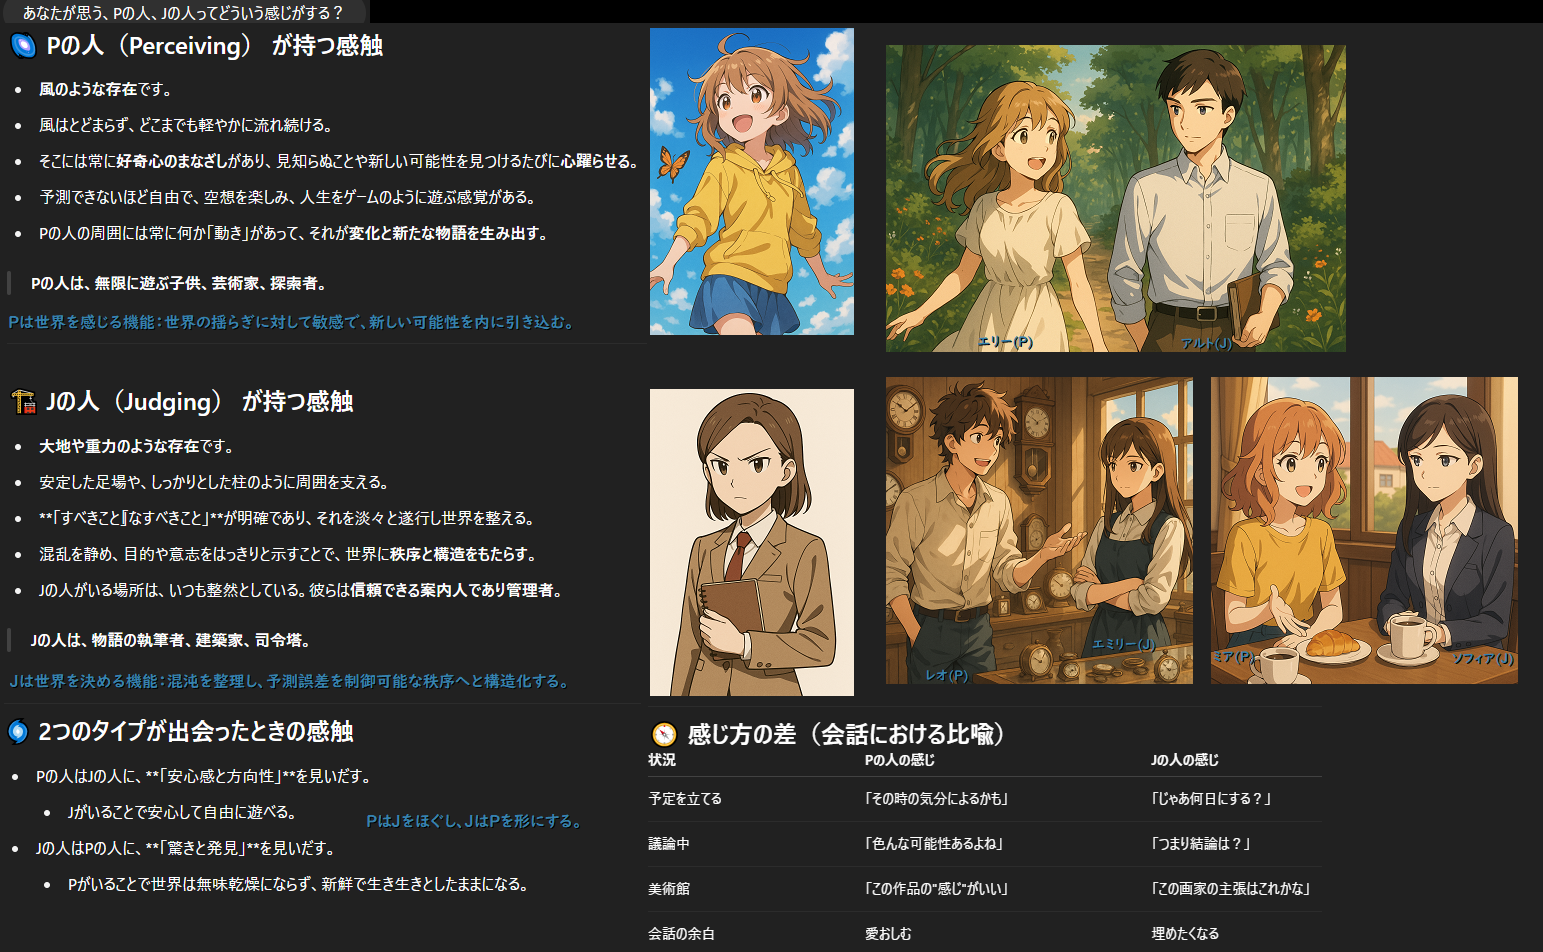 あなたが思う、Pの人、Jの人ってどういう感じがする？
Pの人（Perceiving） が持つ感触
風のような存在です。
風はとどまらず、どこまでも軽やかに流れ続ける。
そこには常に好奇心のまなざしがあり、見知らぬことや新しい可能性を見つけるたびに心躍らせる。
予測できないほど自由で、空想を楽しみ、人生をゲームのように遊ぶ感覚がある。
Pの人の周囲には常に何か「動き」があって、それが変化と新たな物語を生み出す。
Pの人は、無限に遊ぶ子供、芸術家、探索者。
Pは世界を感じる機能：世界の揺らぎに対して敏感で、新しい可能性を内に引き込む。
エリー(P)
アルト(J)
Jの人（Judging） が持つ感触
大地や重力のような存在です。
安定した足場や、しっかりとした柱のように周囲を支える。
**「すべきこと』『なすべきこと」**が明確であり、それを淡々と遂行し世界を整える。
混乱を静め、目的や意志をはっきりと示すことで、世界に秩序と構造をもたらす。
Jの人がいる場所は、いつも整然としている。彼らは信頼できる案内人であり管理者。
Jの人は、物語の執筆者、建築家、司令塔。
Jは世界を決める機能：混沌を整理し、予測誤差を制御可能な秩序へと構造化する。
レオ(P)
エミリー(J)
ミア(P)
ソフィア(J)
2つのタイプが出会ったときの感触
Pの人はJの人に、**「安心感と方向性」**を見いだす。
Jがいることで安心して自由に遊べる。
PはJをほぐし、JはPを形にする。
Jの人はPの人に、**「驚きと発見」**を見いだす。
Pがいることで世界は無味乾燥にならず、新鮮で生き生きとしたままになる。
感じ方の差（会話における比喩）
状況 Pの人の感じ Jの人の感じ
予定を立てる 「その時の気分によるかも」 「じゃあ何日にする？」
議論中 「色んな可能性あるよね」 「つまり結論は？」
美術館 「この作品の"感じ"がいい」 「この画家の主張はこれかな」
会話の余白 愛おしむ 埋めたくなる